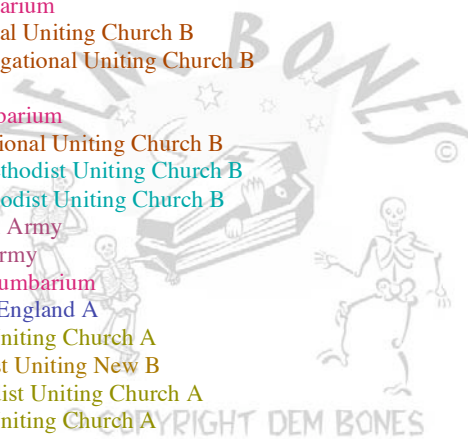 arium
al Uniting Church B
gational Uniting Church B
DEM BONES ©
barium
ional Uniting Church B
thodist Uniting Church B
odist Uniting Church B
Army
rmy
umbarium
England A
niting Church A
t Uniting New B
ist Uniting Church A
niting Church A
© COPYRIGHT DEM BONES